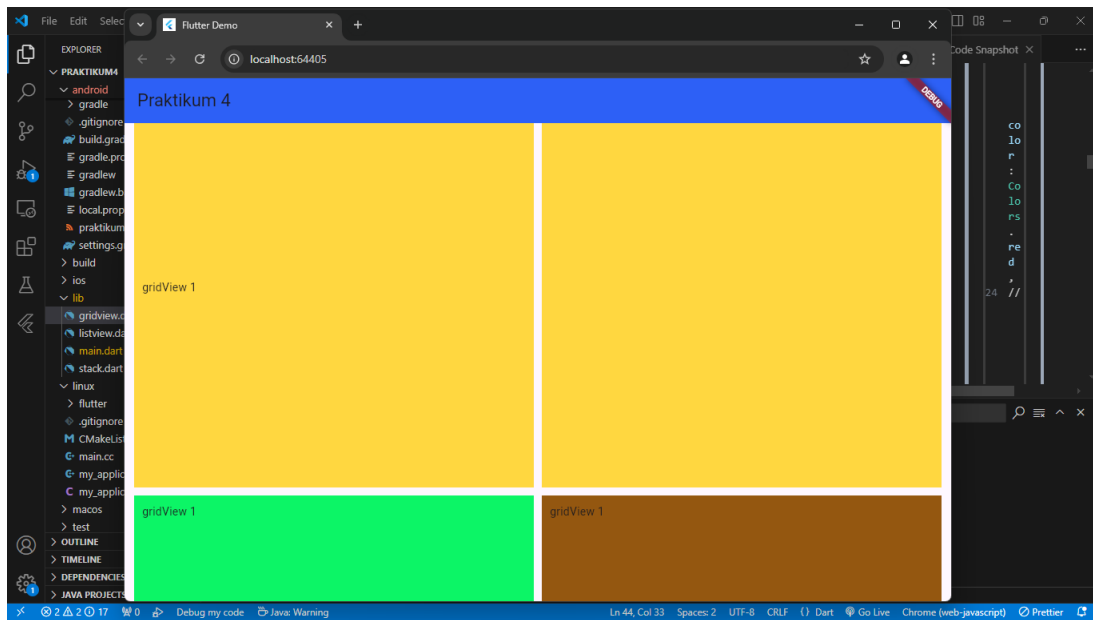 File Edit Selec
Flutter Demo
Code Snapshot
EXPLORER
localhost:64405
PRAKTIKUM4
android
gradle
.gitignore
build.grad
gradle.pro
gradlew
gradlew.b
local.prop
praktikum
settings.g
build
ios
lib
gridview.d
listview.da
main.dart
stack.dart
linux
flutter
.gitignore
CMakeList
main.cc
my_applic
my_applic
macos
test
OUTLINE
TIMELINE
DEPENDENCIES
JAVA PROJECTS
1
1
Praktikum 4
DEBUG
gridView 1
gridView 1
gridView 1
co
lo
r
:
Co
lo
rs
.
re
d
,
24 //
2 2 17 0 Debug my code Java: Warning Ln 44, Col 33 Spaces: 2 UTF-8 CRLF {} Dart Go Live Chrome (web-javascript) Prettier